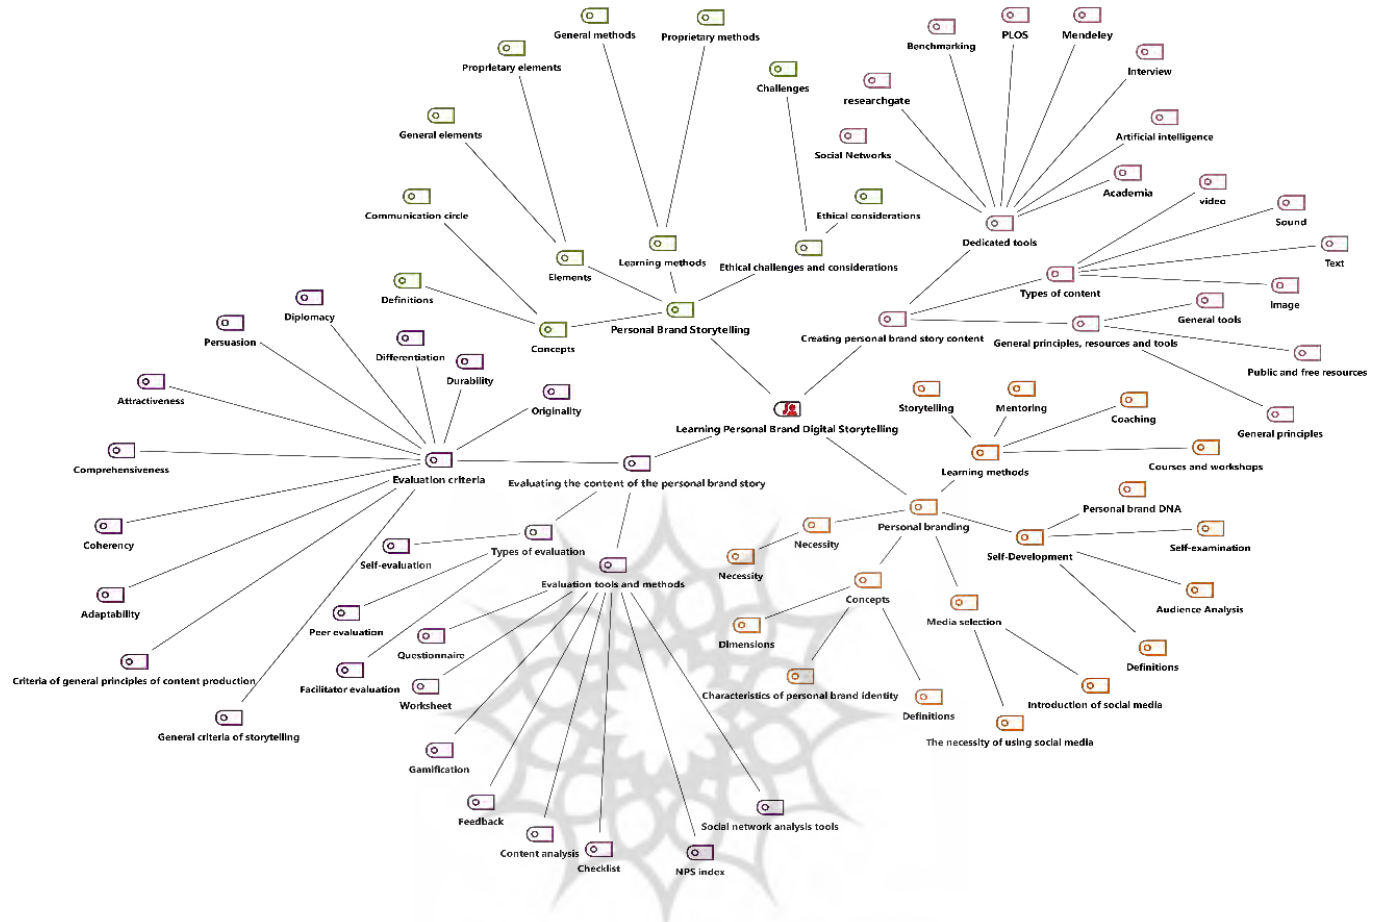 General methods
Proprietary methods
Proprietary elements
General elements
Challenges
Communication circle
Ethical considerations
Learning methods
Elements
Ethical challenges and considerations
Definitions
Personal Brand Storytelling
Concepts
Benchmarking
PLOS
Mendeley
Interview
researchgate
Artificial intelligence
Social Networks
Academia
video
Sound
Dedicated tools
Text
Types of content
Image
General tools
Creating personal brand story content
General principles, resources and tools
Public and free resources
General principles
Learning Personal Brand Digital Storytelling
Diplomacy
Persuasion
Differentiation
Durability
Attractiveness
Originality
Comprehensiveness
Evaluation criteria
Evaluating the content of the personal brand story
Coherency
Self-evaluation
Types of evaluation
Evaluation tools and methods
Adaptability
Peer evaluation
Questionnaire
Criteria of general principles of content production
Facilitator evaluation
Worksheet
General criteria of storytelling
Gamification
Feedback
Content analysis
Checklist
NPS index
Social network analysis tools
Storytelling
Mentoring
Coaching
Learning methods
Courses and workshops
Personal brand DNA
Personal branding
Necessity
Self-Development
Self-examination
Necessity
Concepts
Audience Analysis
Media selection
Dimensions
Definitions
Characteristics of personal brand identity
Introduction of social media
Definitions
The necessity of using social media